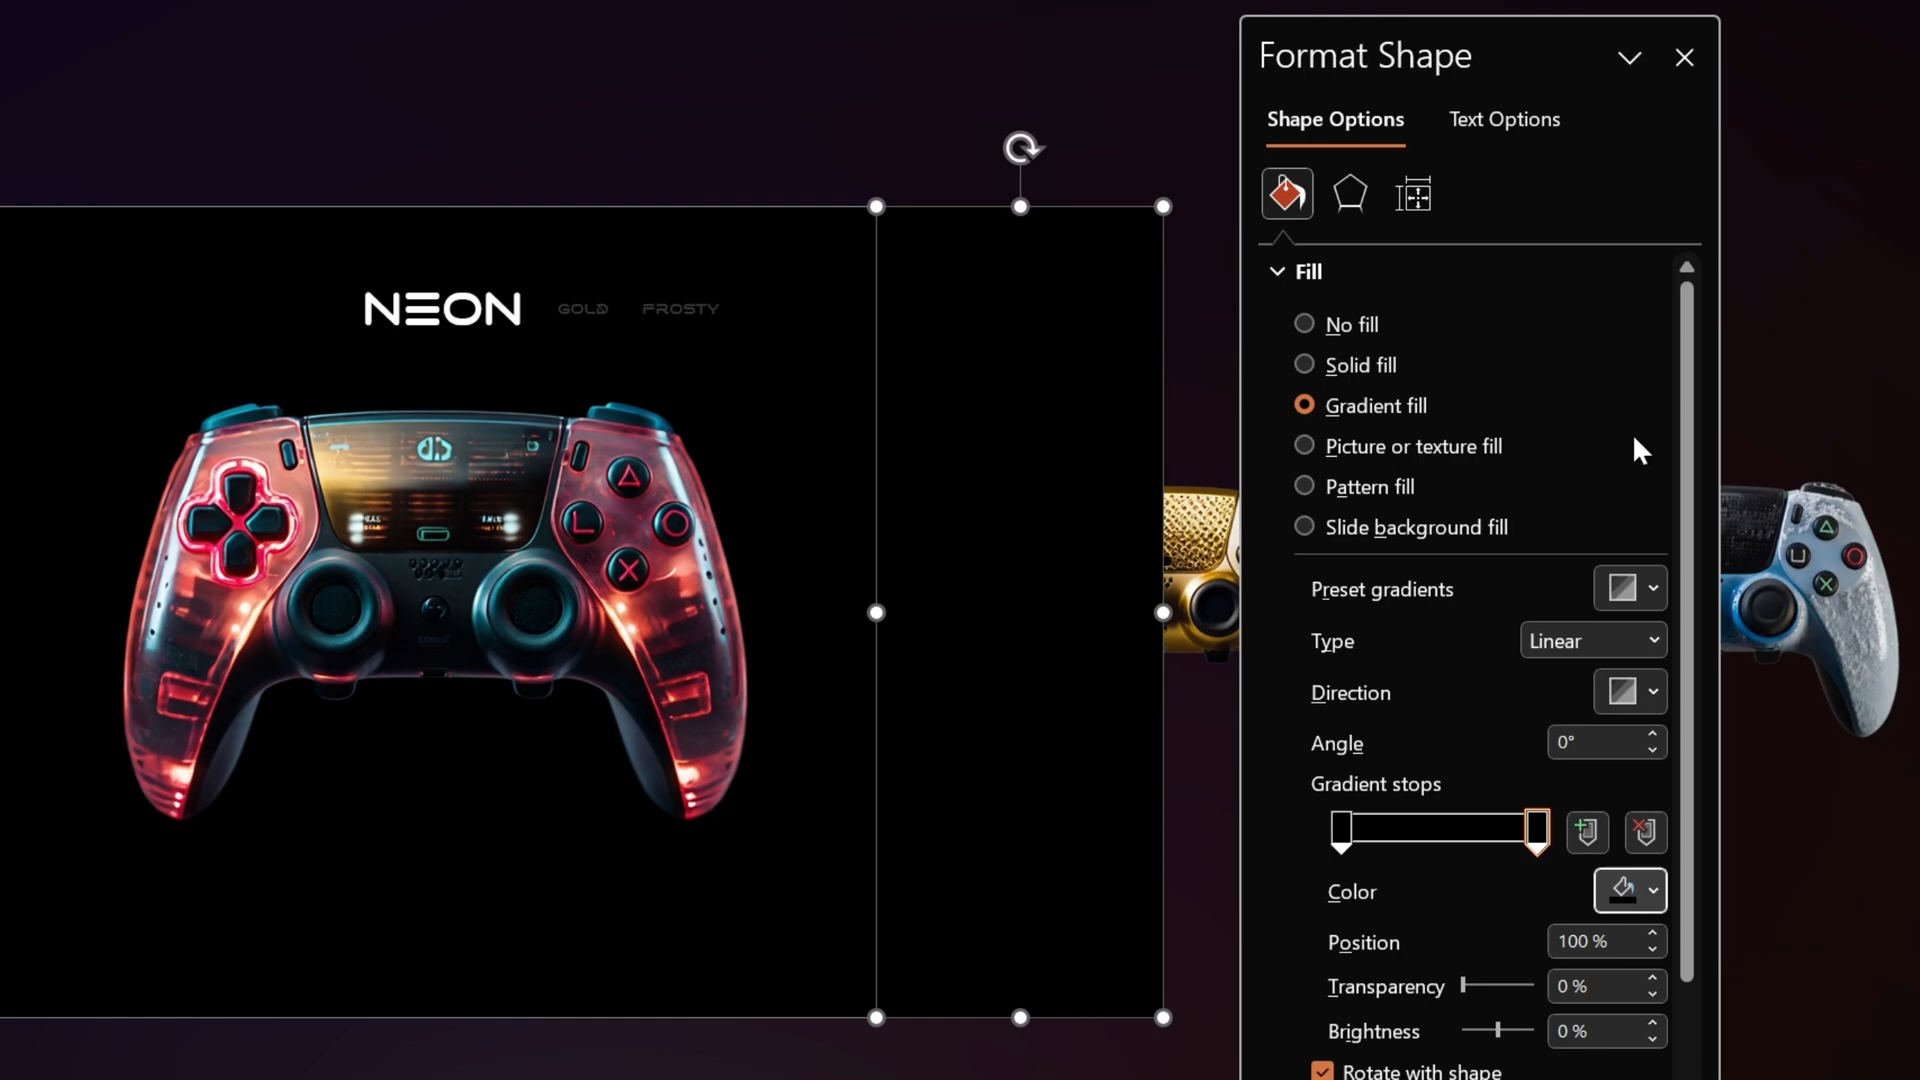 Format Shape
Shape Options
Text Options
Fill
NEON GOLD FROSTY
No fill
Solid fill
Gradient fill
Picture or texture fill
Pattern fill
Slide background fill
Preset gradients
Type
Linear
Direction
Angle
0°
Gradient stops
Color
Position
100 %
Transparency
0 %
Brightness
0 %
Rotate with shape